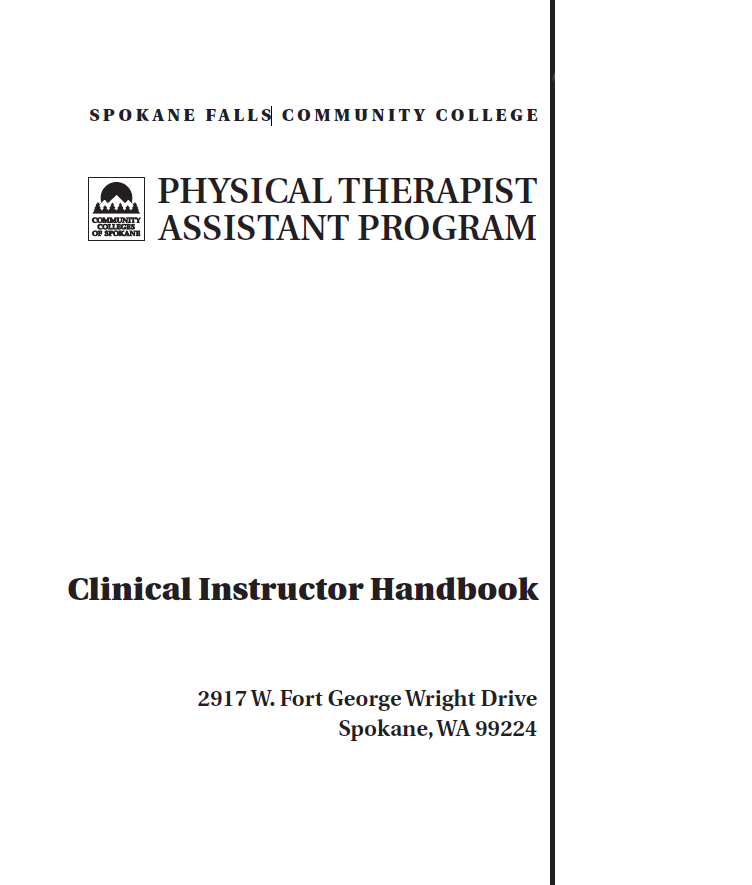 SPOKANE FALLS COMMUNITY COLLEGE
COMMUNITY
COLLEGES
OF SPOKANE
PHYSICAL THERAPIST
ASSISTANT PROGRAM
Clinical Instructor Handbook
2917 W. Fort George Wright Drive
Spokane, WA 99224